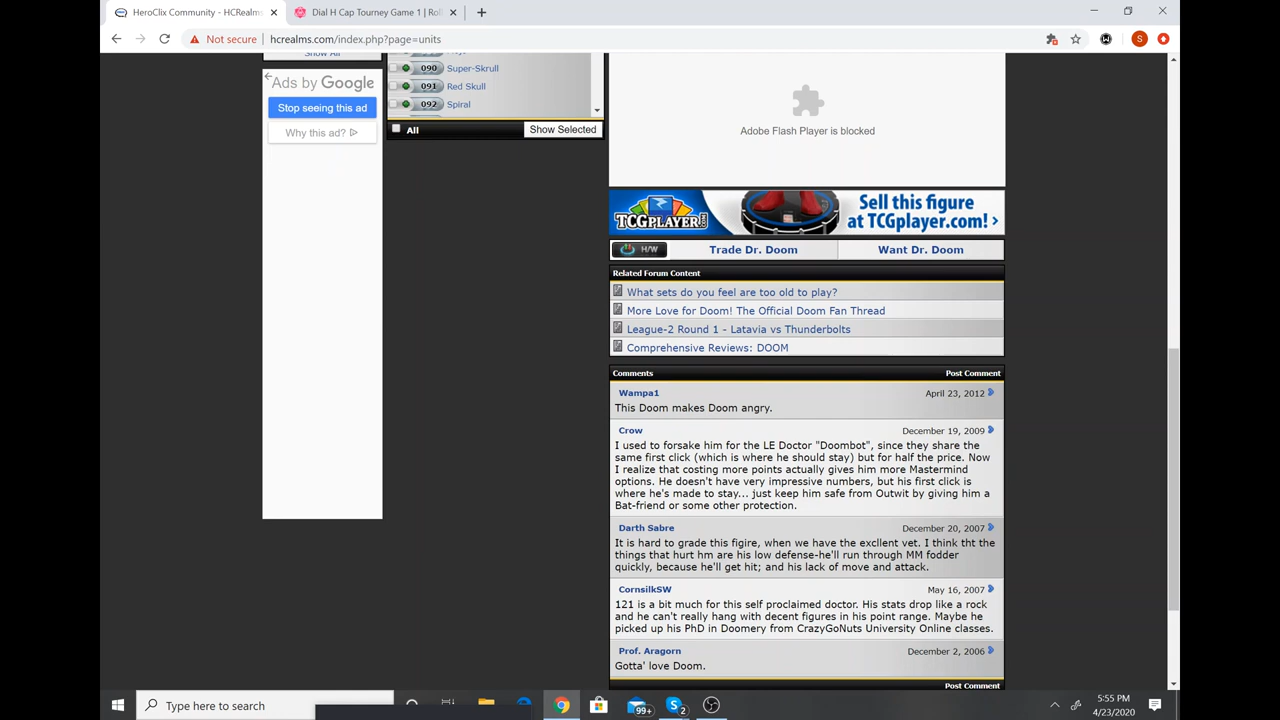 HeroClix Community - HCRealms
Dial H Cap Tourney Game 1 | Roll
Not secure
hcrealms.com/index.php?page=units
S
Show All
090 Super-Skrull
091 Red Skull
092 Spiral
All
Show Selected
Ads by Google
Stop seeing this ad
Why this ad?
Adobe Flash Player is blocked
TCGPLAYER.COM
Sell this figure
at TCGplayer.com!
H/W
Trade Dr. Doom
Want Dr. Doom
Related Forum Content
What sets do you feel are too old to play?
More Love for Doom! The Official Doom Fan Thread
League-2 Round 1 - Latavia vs Thunderbolts
Comprehensive Reviews: DOOM
Comments
Post Comment
Wampa1
April 23, 2012
This Doom makes Doom angry.
Crow
December 19, 2009
I used to forsake him for the LE Doctor "Doombot", since they share the
same first click (which is where he should stay) but for half the price. Now
I realize that costing more points actually gives him more Mastermind
options. He doesn't have very impressive numbers, but his first click is
where he's made to stay... just keep him safe from Outwit by giving him a
Bat-friend or some other protection.
Darth Sabre
December 20, 2007
It is hard to grade this figire, when we have the excllent vet. I think tht the
things that hurt hm are his low defense-he'll run through MM fodder
quickly, because he'll get hit; and his lack of move and attack.
CornsilkSW
May 16, 2007
121 is a bit much for this self proclaimed doctor. His stats drop like a rock
and he can't really hang with decent figures in his point range. Maybe he
picked up his PhD in Doomery from CrazyGoNuts University Online classes.
Prof. Aragorn
December 2, 2006
Gotta' love Doom.
Post Comment
Type here to search
99+
2
5:55 PM
4/23/2020